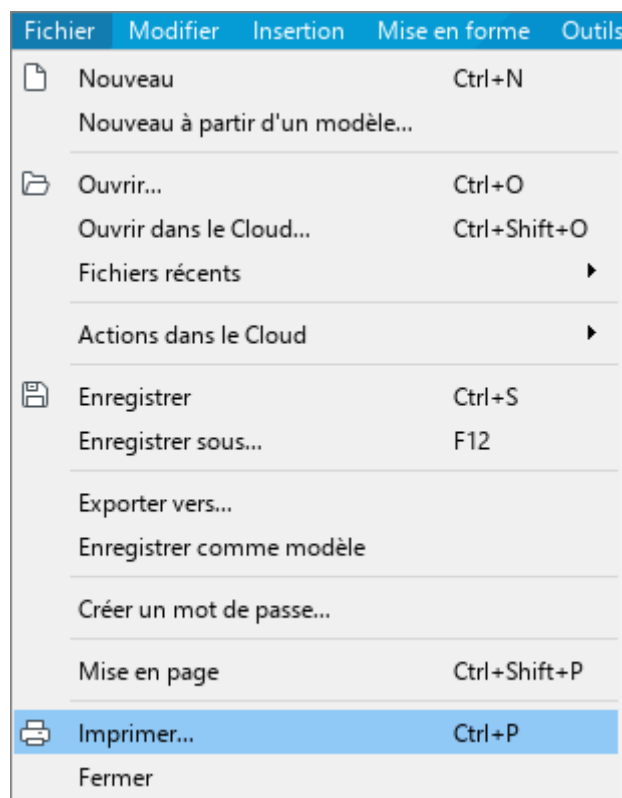 Fichier Modifier Insertion Mise en forme Outils
Nouveau Ctrl+N
Nouveau à partir d'un modèle...
Ouvrir... Ctrl+O
Ouvrir dans le Cloud... Ctrl+Shift+O
Fichiers récents
Actions dans le Cloud
Enregistrer Ctrl+S
Enregistrer sous... F12
Exporter vers...
Enregistrer comme modèle
Créer un mot de passe...
Mise en page Ctrl+Shift+P
Imprimer... Ctrl+P
Fermer